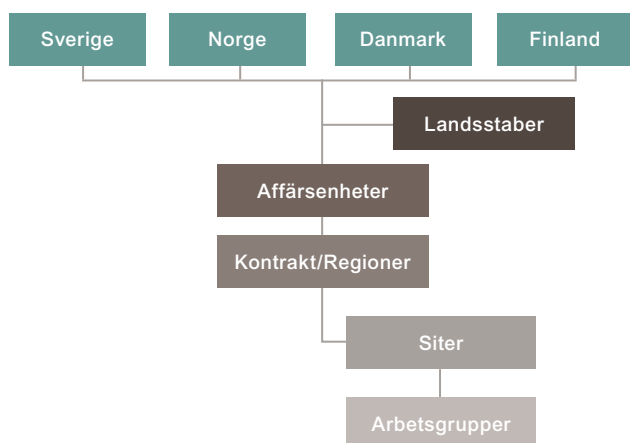 Sverige
Norge
Danmark
Finland
Landsstaber
Affärsenheter
Kontrakt/Regioner
Siter
Arbetsgrupper